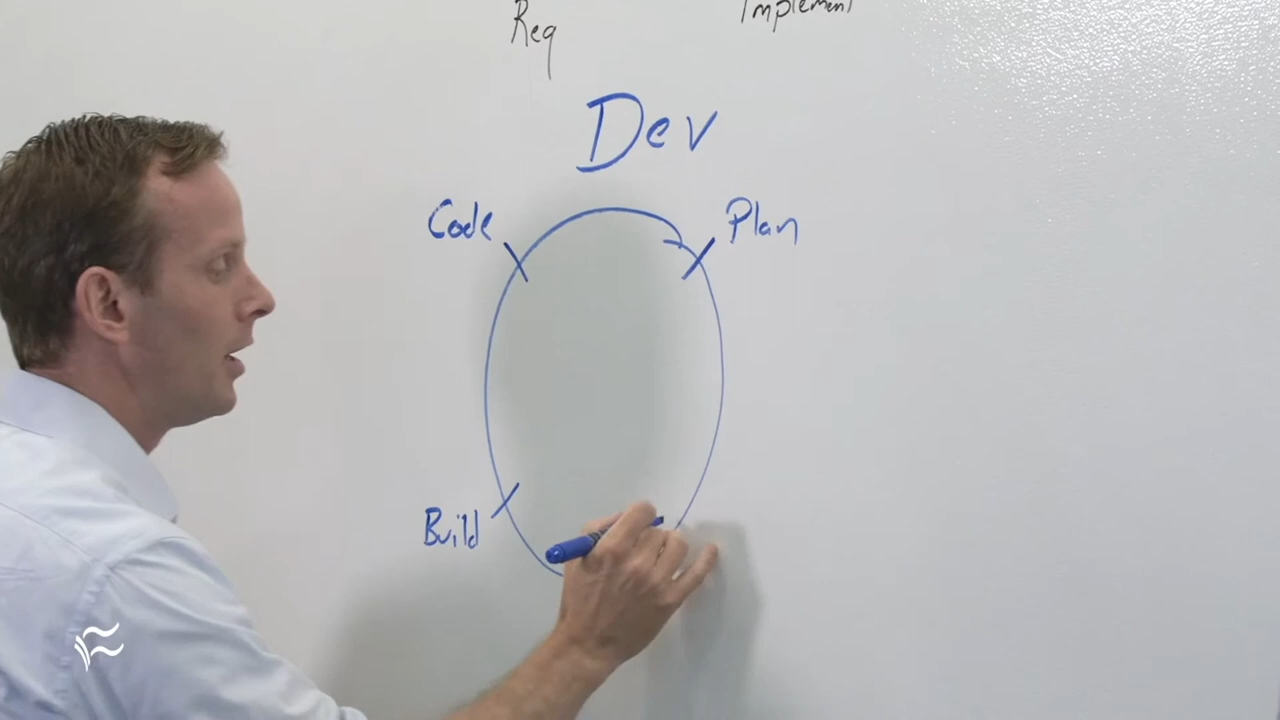 Req
Implement
Dev
Code
Plan
Build